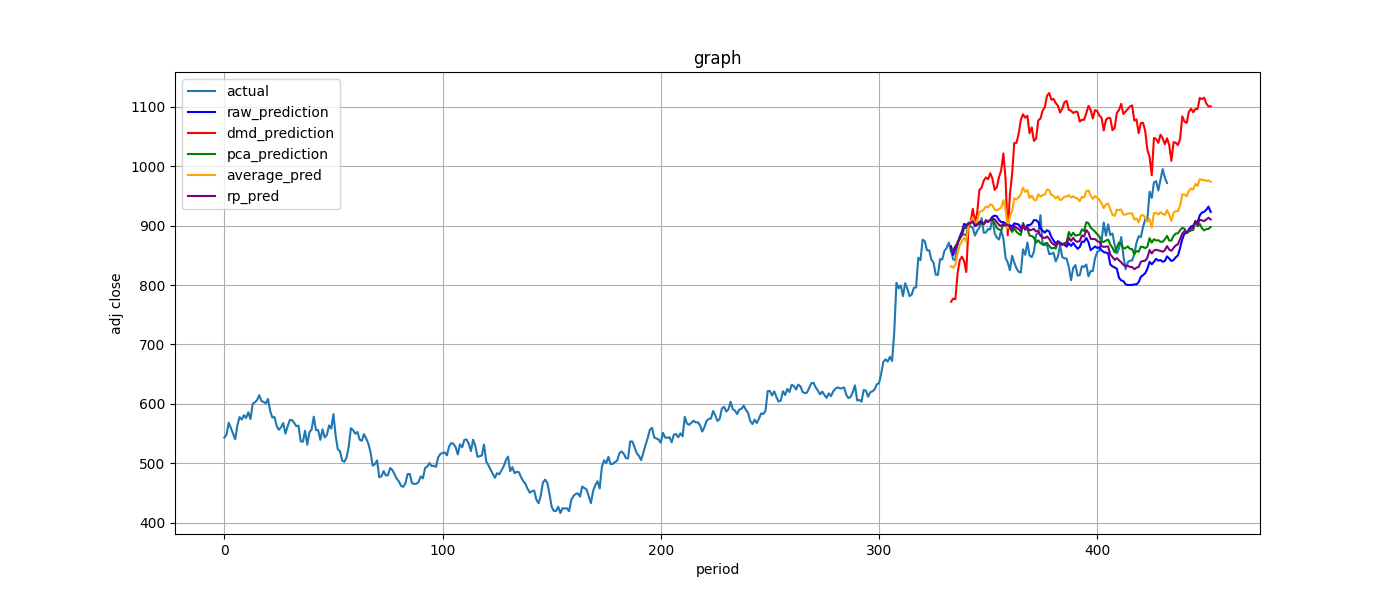 graph
actual
raw_prediction
dmd_prediction
pca_prediction
average_pred
rp_pred
adj close
1100
1000
900
800
700
600
500
400
0 100 200 300 400
period